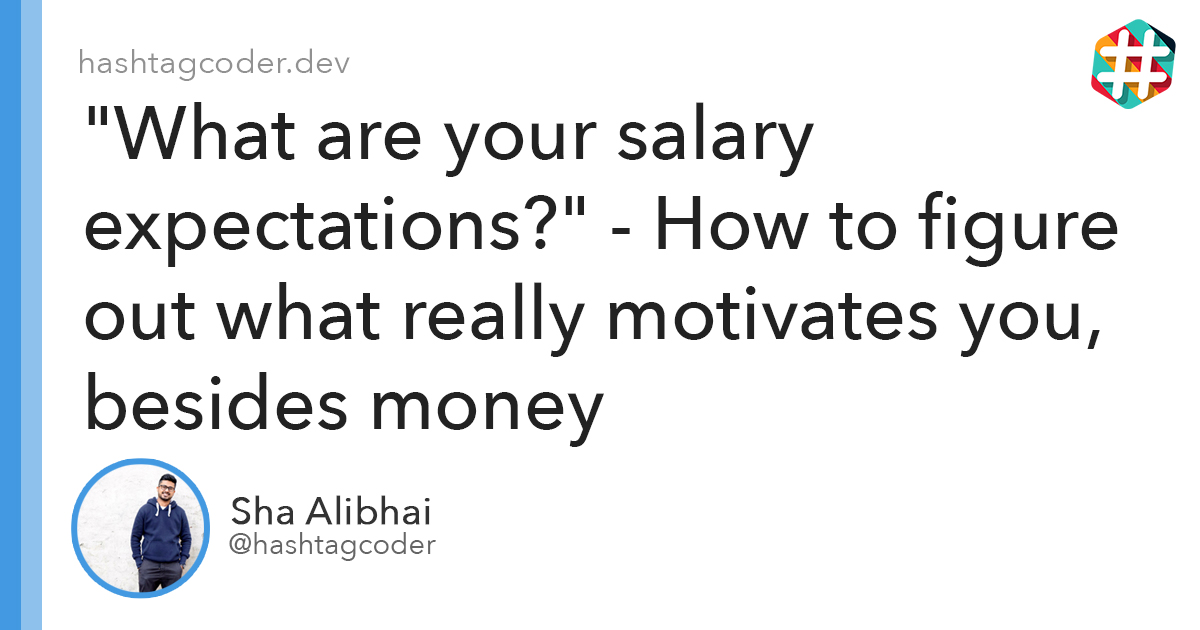 hashtagcoder.dev
"What are your salary
expectations?" - How to figure
out what really motivates you,
besides money
Sha Alibhai
@hashtagcoder